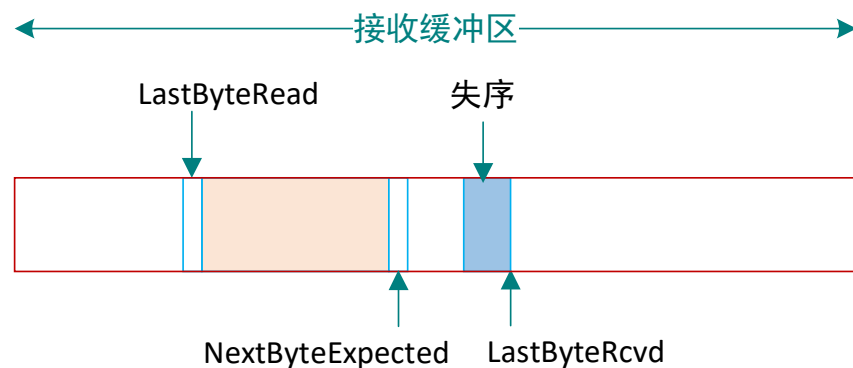 接收缓冲区
LastByteRead
失序
NextByteExpected
LastByteRcvd